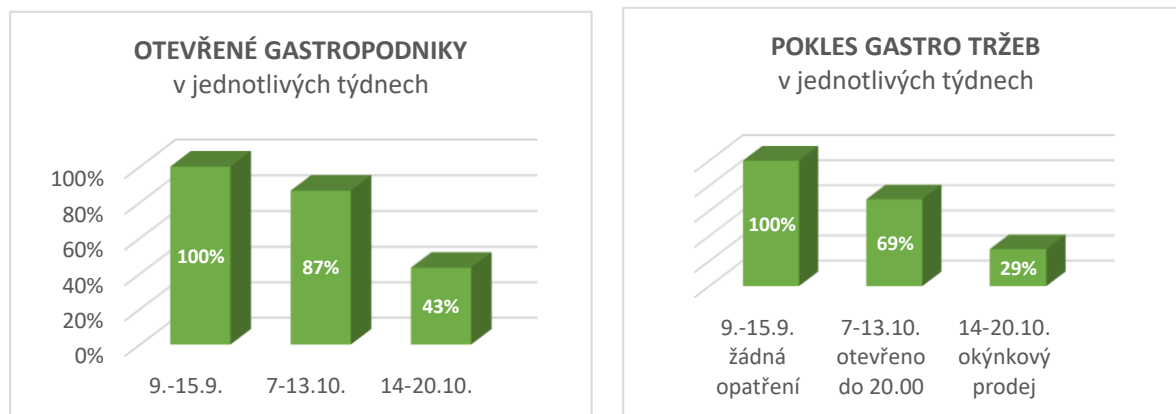 OTEVŘENÉ GASTROPODNIKY
v jednotlivých týdnech
100%
80%
60%
40%
20%
0%
100%
87%
43%
9.-15.9.
7-13.10.
14-20.10.
POKLES GASTRO TRŽEB
v jednotlivých týdnech
100%
69%
29%
9.-15.9.
žádná
opatření
7-13.10.
otevřeno
do 20.00
14-20.10.
okýnkový
prodej